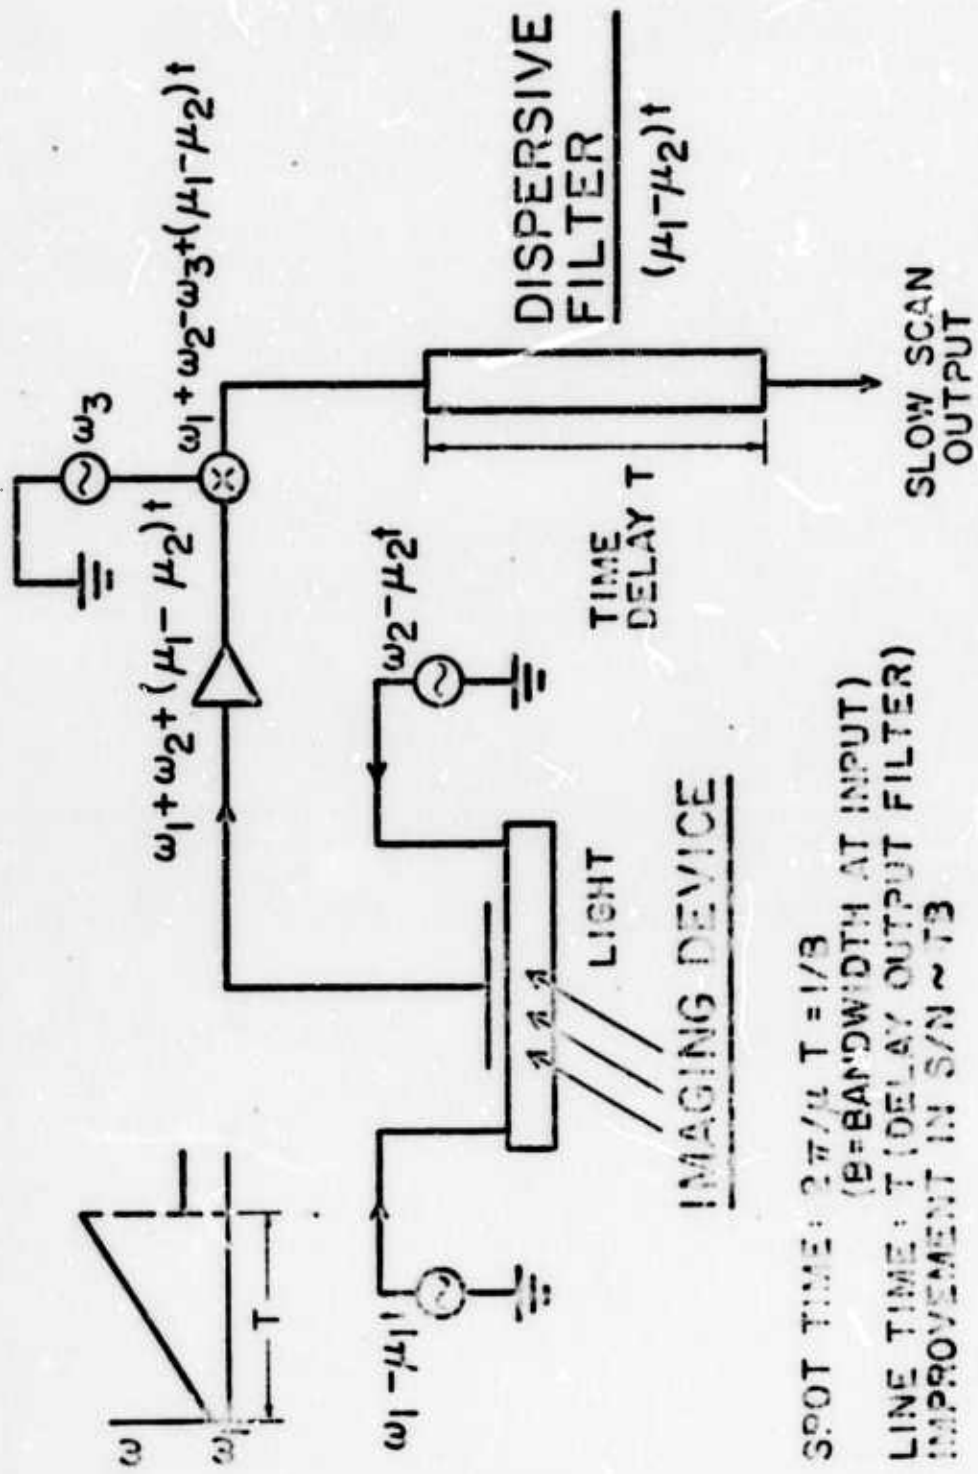 ω
ω1
T
ω3
ω1+ω2+(μ1-μ2)t
ω1+ω2-ω3+(μ1-μ2)t
ω1-μ1t
ω2-μ2t
LIGHT
IMAGING DEVICE
TIME
DELAY T
DISPERSIVE
FILTER
(μ1-μ2)t
SLOW SCAN
OUTPUT
SPOT TIME: 2π/μ T = 1/B
(B=BANDWIDTH AT INPUT)
LINE TIME: T (DELAY OUTPUT FILTER)
IMPROVEMENT IN S/N ~ TB